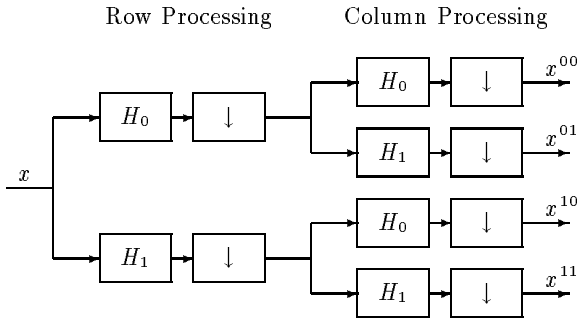 Row Processing Column Processing
H₀ ↓ x⁰⁰
H₀ ↓
H₁ ↓ x⁰¹
x
H₀ ↓ x¹⁰
H₁ ↓
H₁ ↓ x¹¹